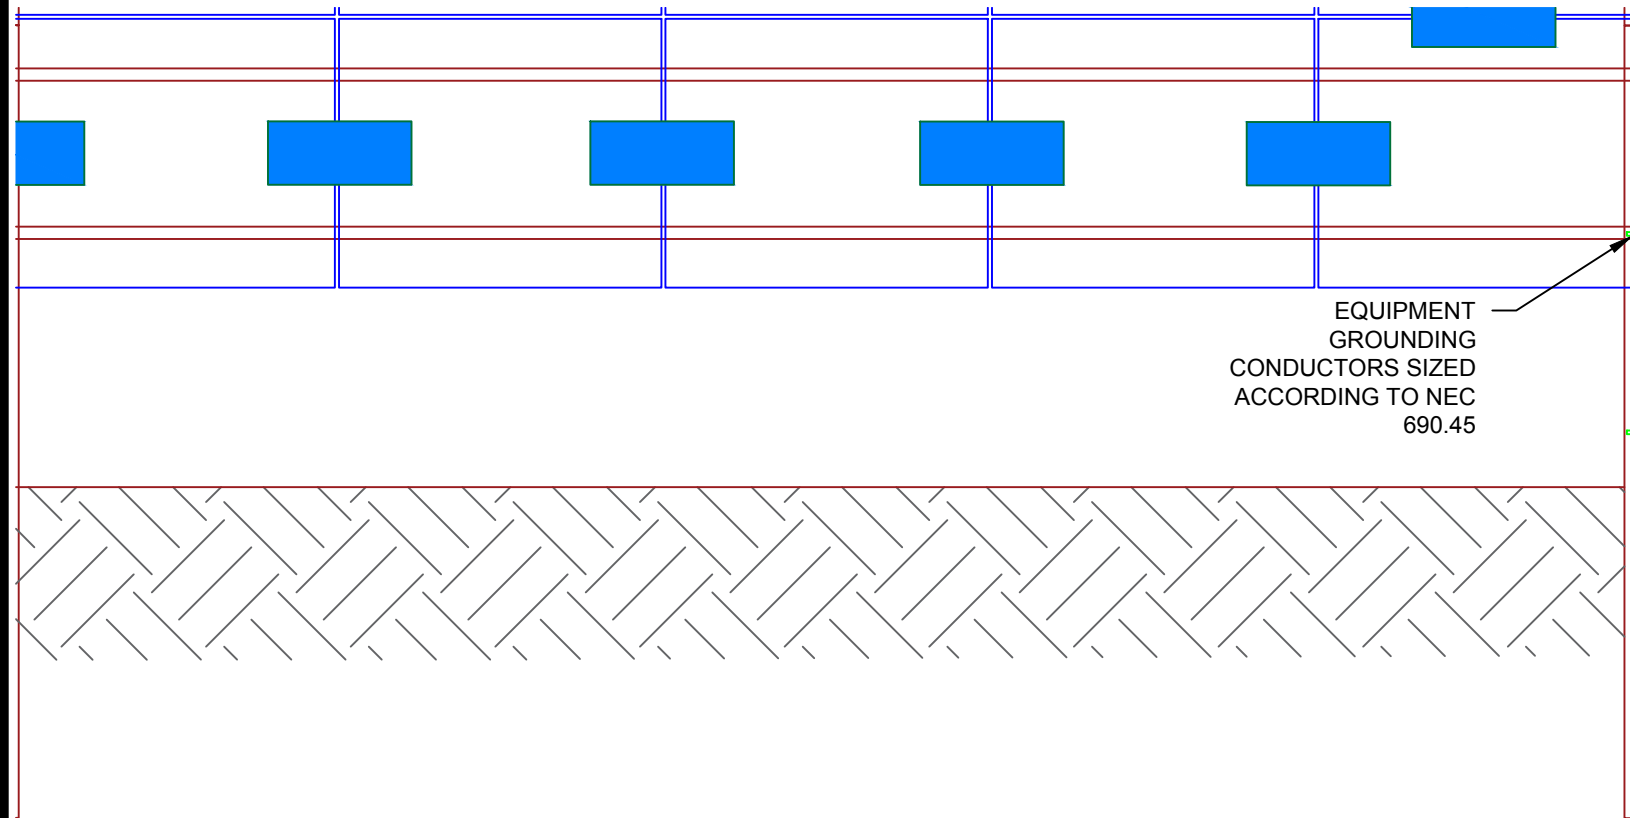 EQUIPMENT
GROUNDING
CONDUCTORS SIZED
ACCORDING TO NEC
690.45